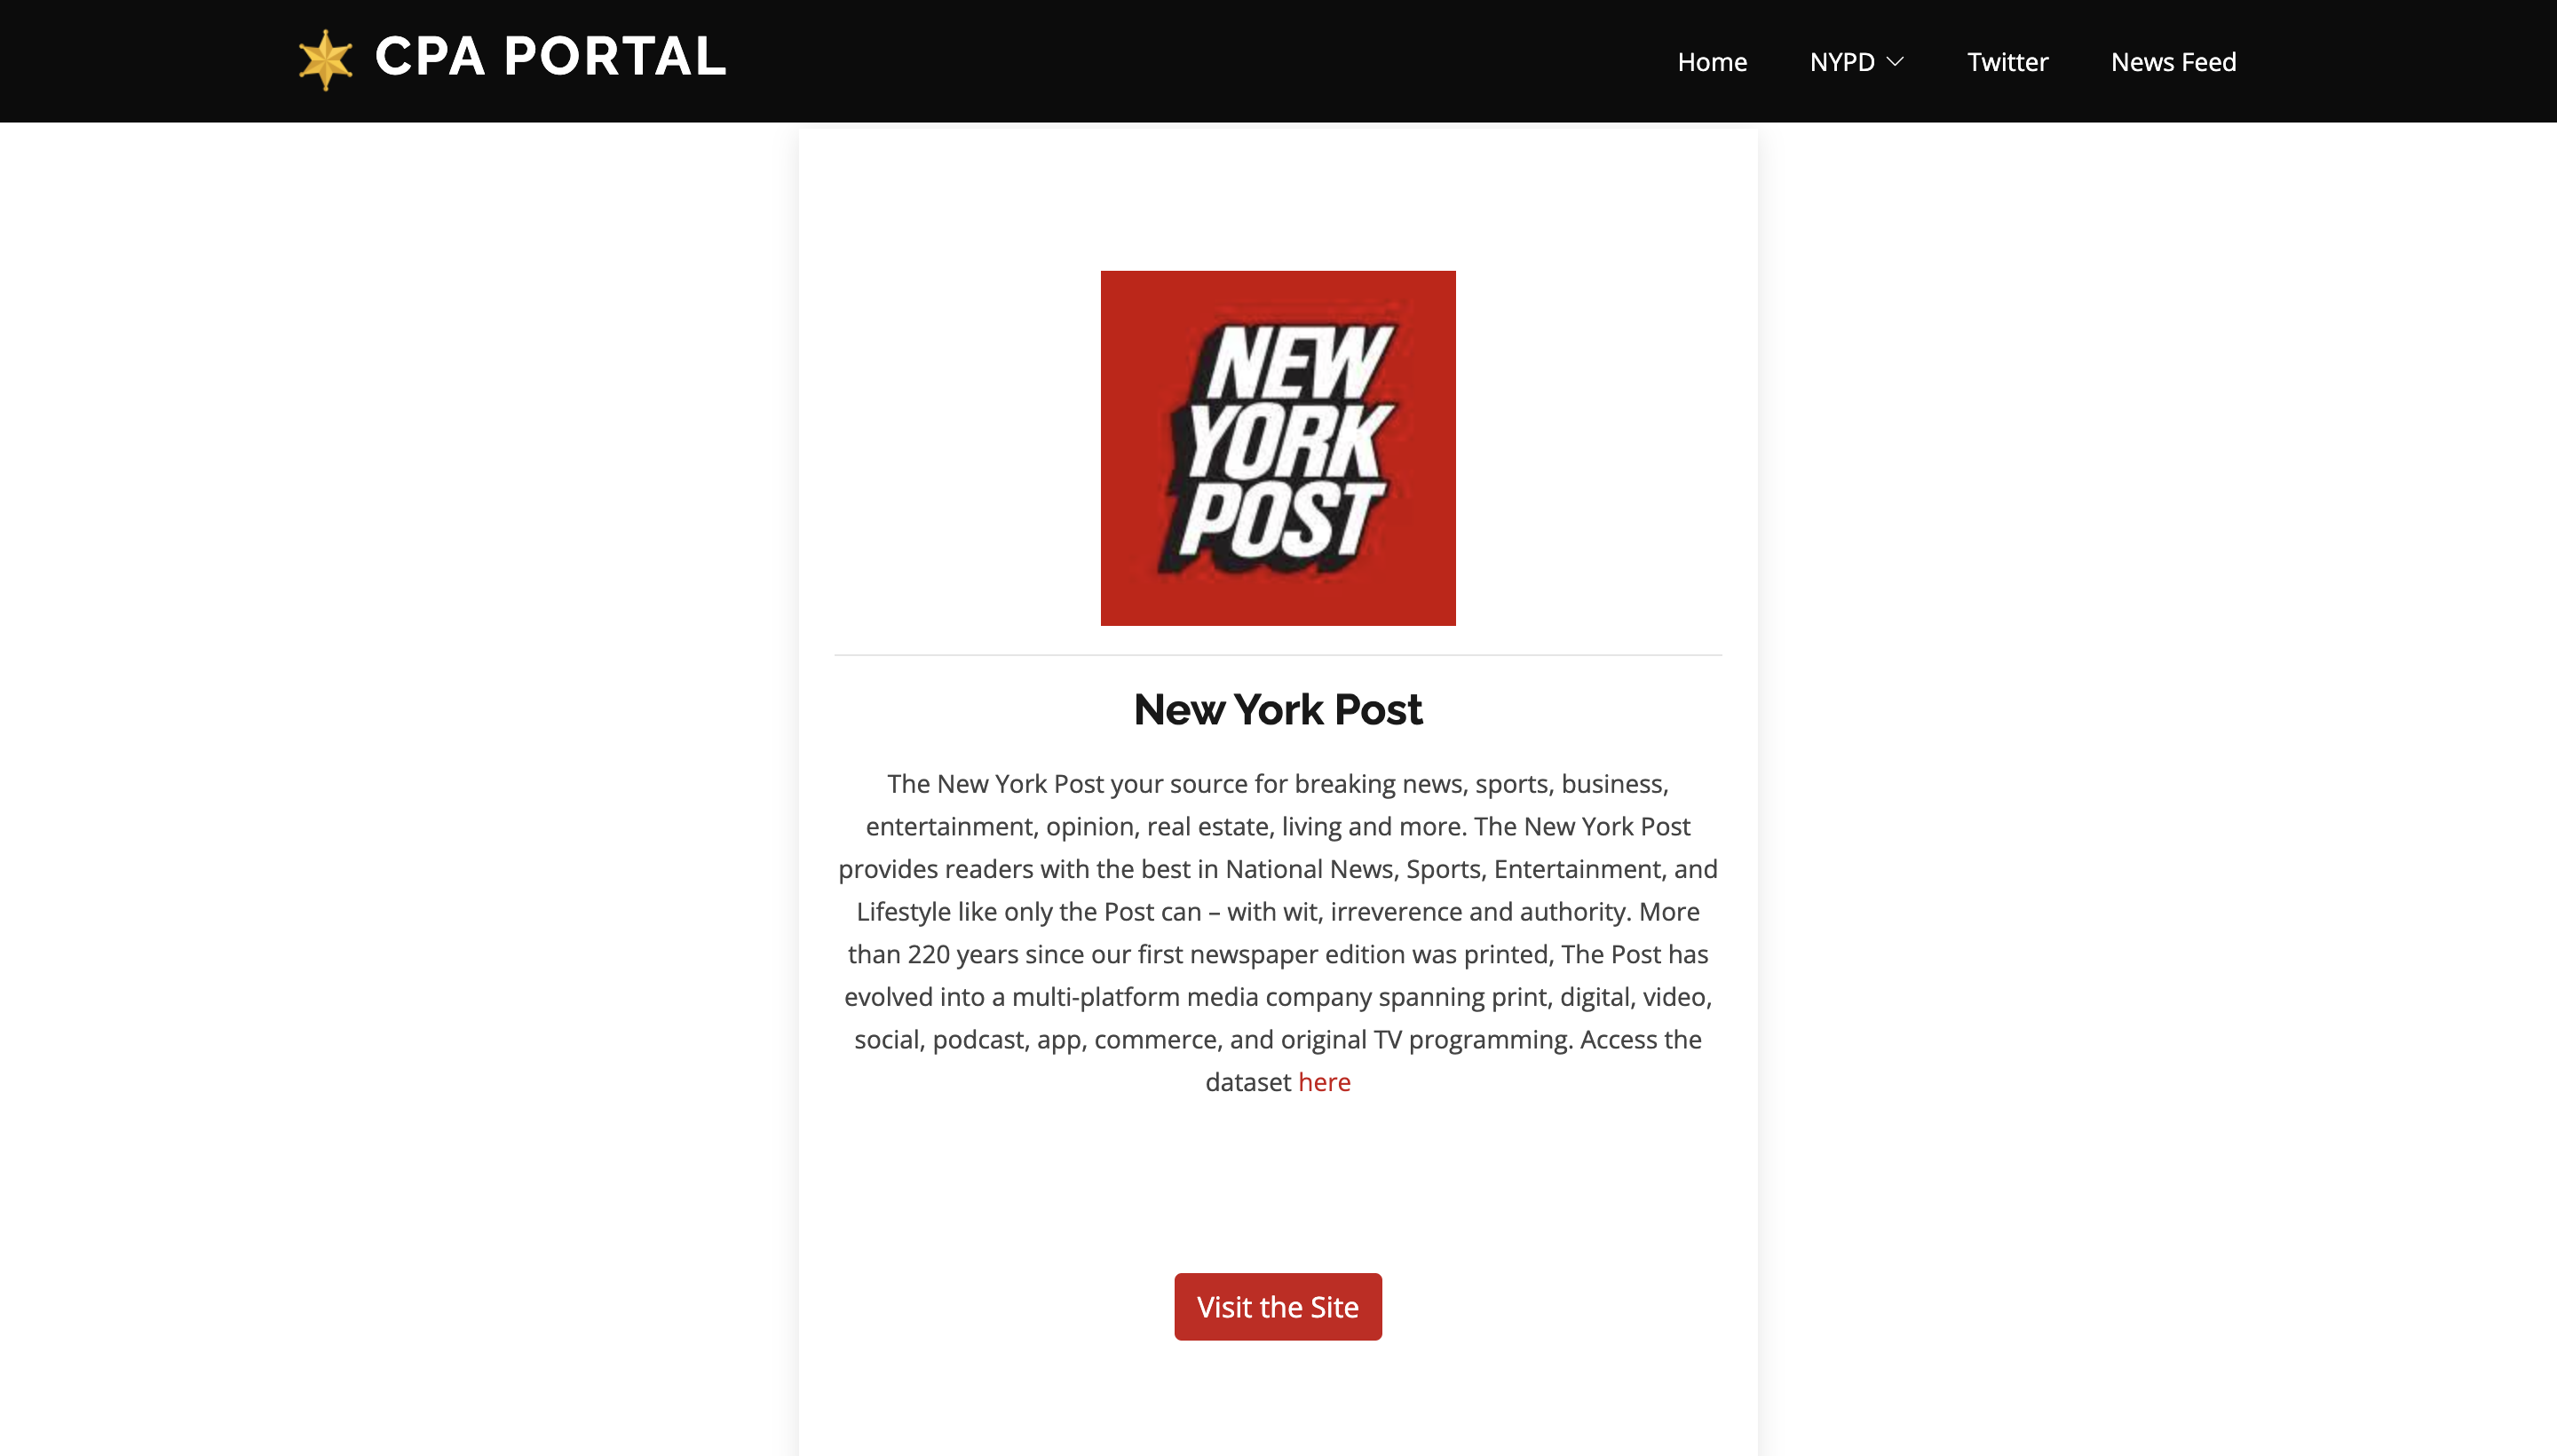 CPA PORTAL
Home
NYPD
Twitter
News Feed
NEW
YORK
POST
New York Post
The New York Post your source for breaking news, sports, business,
entertainment, opinion, real estate, living and more. The New York Post
provides readers with the best in National News, Sports, Entertainment, and
Lifestyle like only the Post can – with wit, irreverence and authority. More
than 220 years since our first newspaper edition was printed, The Post has
evolved into a multi-platform media company spanning print, digital, video,
social, podcast, app, commerce, and original TV programming. Access the
dataset here
Visit the Site